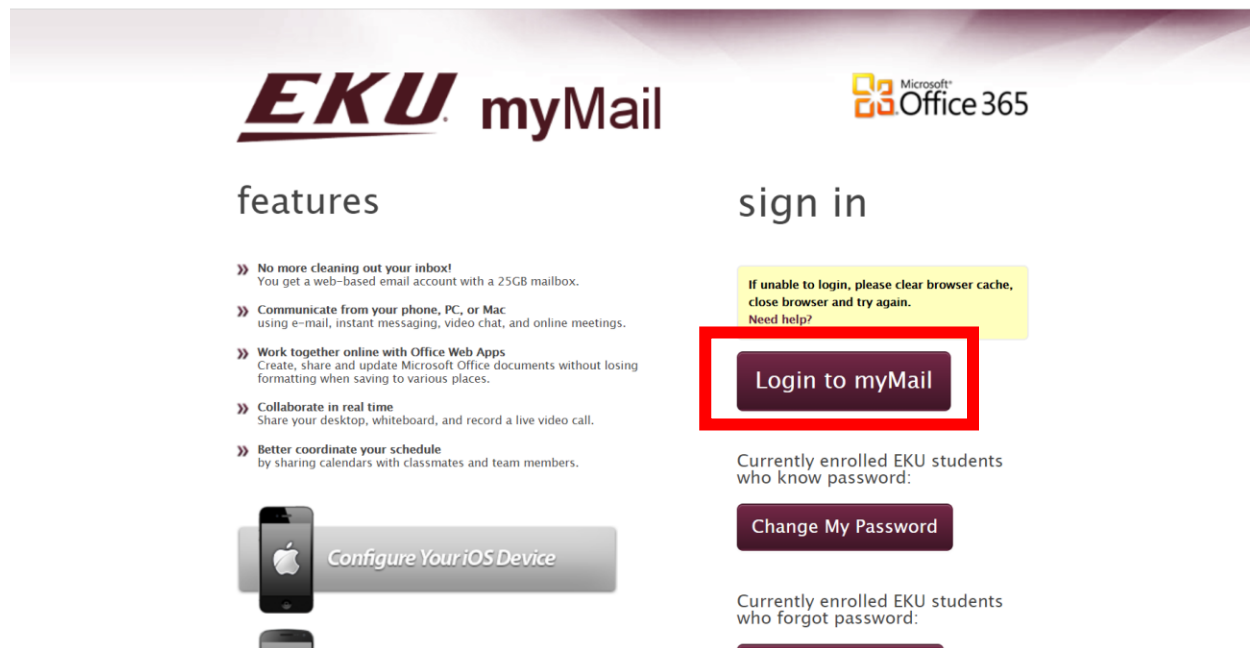 EKU myMail
Microsoft®
Office 365
features
No more cleaning out your inbox!
You get a web-based email account with a 25GB mailbox.
Communicate from your phone, PC, or Mac
using e-mail, instant messaging, video chat, and online meetings.
Work together online with Office Web Apps
Create, share and update Microsoft Office documents without losing
formatting when saving to various places.
Collaborate in real time
Share your desktop, whiteboard, and record a live video call.
Better coordinate your schedule
by sharing calendars with classmates and team members.
Configure Your iOS Device
sign in
If unable to login, please clear browser cache,
close browser and try again.
Need help?
Login to myMail
Currently enrolled EKU students
who know password:
Change My Password
Currently enrolled EKU students
who forgot password: